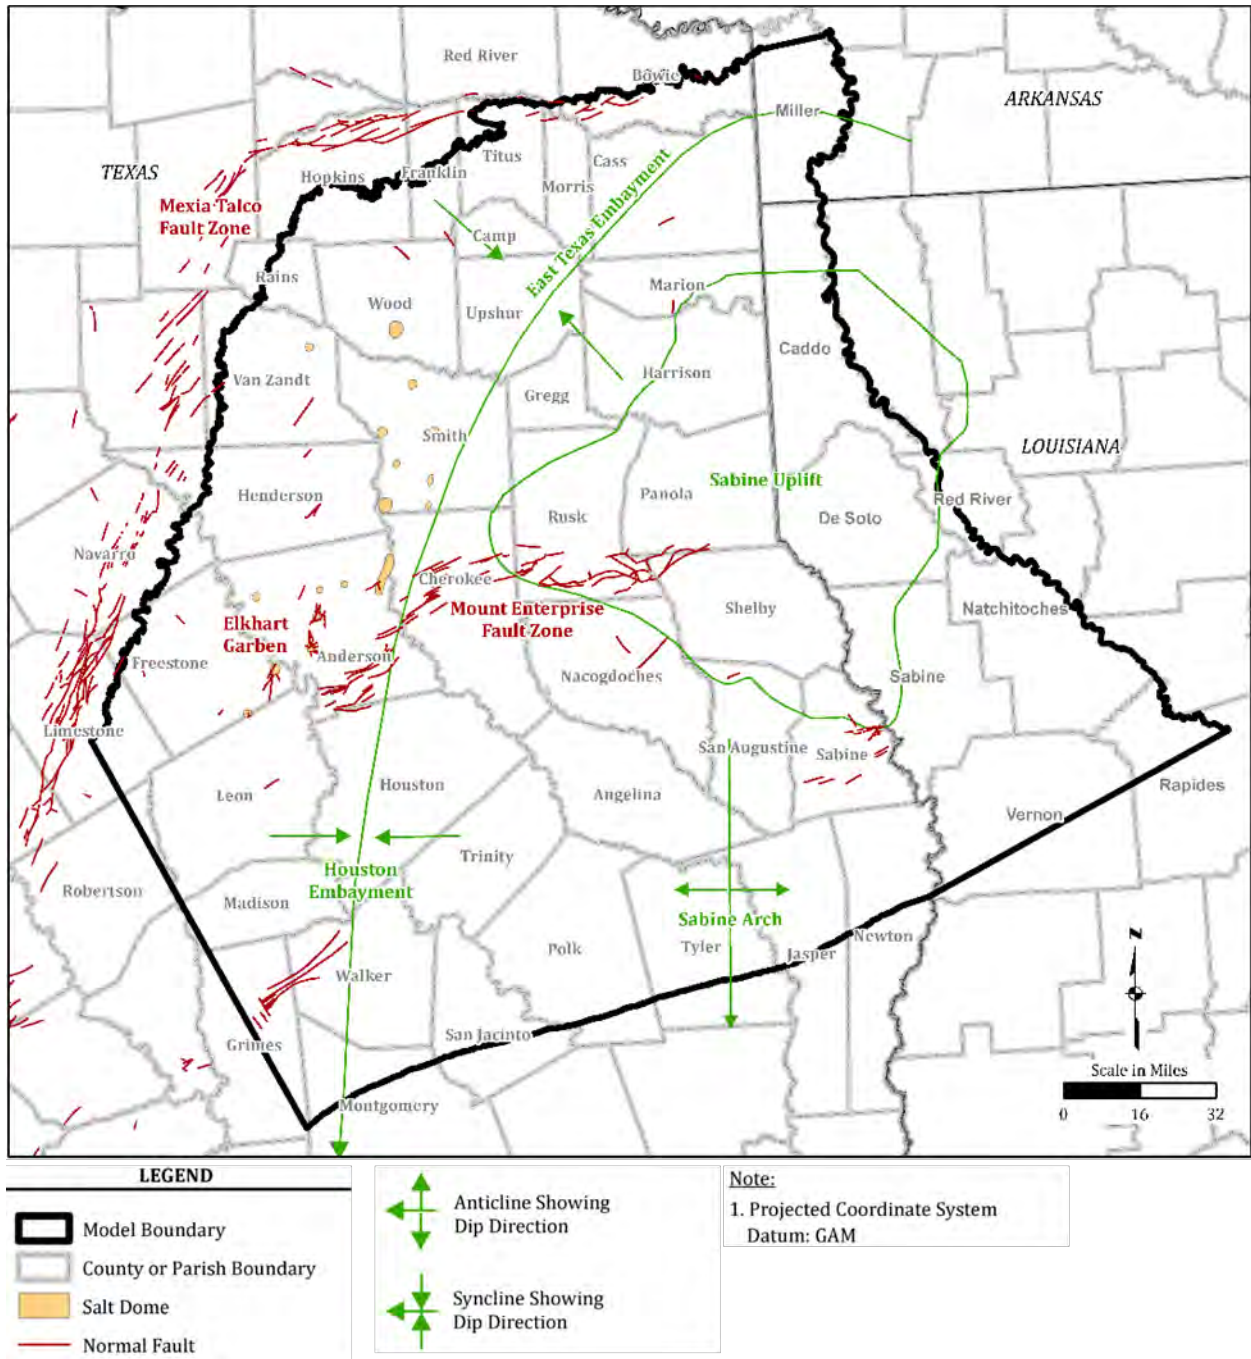 Red River
Bowie
ARKANSAS
Miller
TEXAS
Titus
Cass
Hopkins
Franklin
Morris
Mexia Talco
Fault Zone
Camp
East Texas Embayment
Rains
Wood
Upshur
Marion
Caddo
Van Zandt
Harrison
Gregg
Smith
LOUISIANA
Henderson
Panola
Sabine Uplift
Rusk
De Soto
Red River
Navarro
Cherokee
Mount Enterprise
Fault Zone
Shelby
Natchitoches
Elkhart
Garben
Freestone
Anderson
Nacogdoches
Sabine
Limestone
San Augustine
Sabine
Leon
Houston
Angelina
Rapides
Vernon
Trinity
Houston
Embayment
Robertson
Madison
Sabine Arch
Newton
Polk
Tyler
Jasper
Walker
N
San Jacinto
Grimes
Montgomery
Scale in Miles
0 16 32
LEGEND
Model Boundary
County or Parish Boundary
Salt Dome
Normal Fault
Anticline Showing
Dip Direction
Syncline Showing
Dip Direction
Note:
1. Projected Coordinate System
Datum: GAM